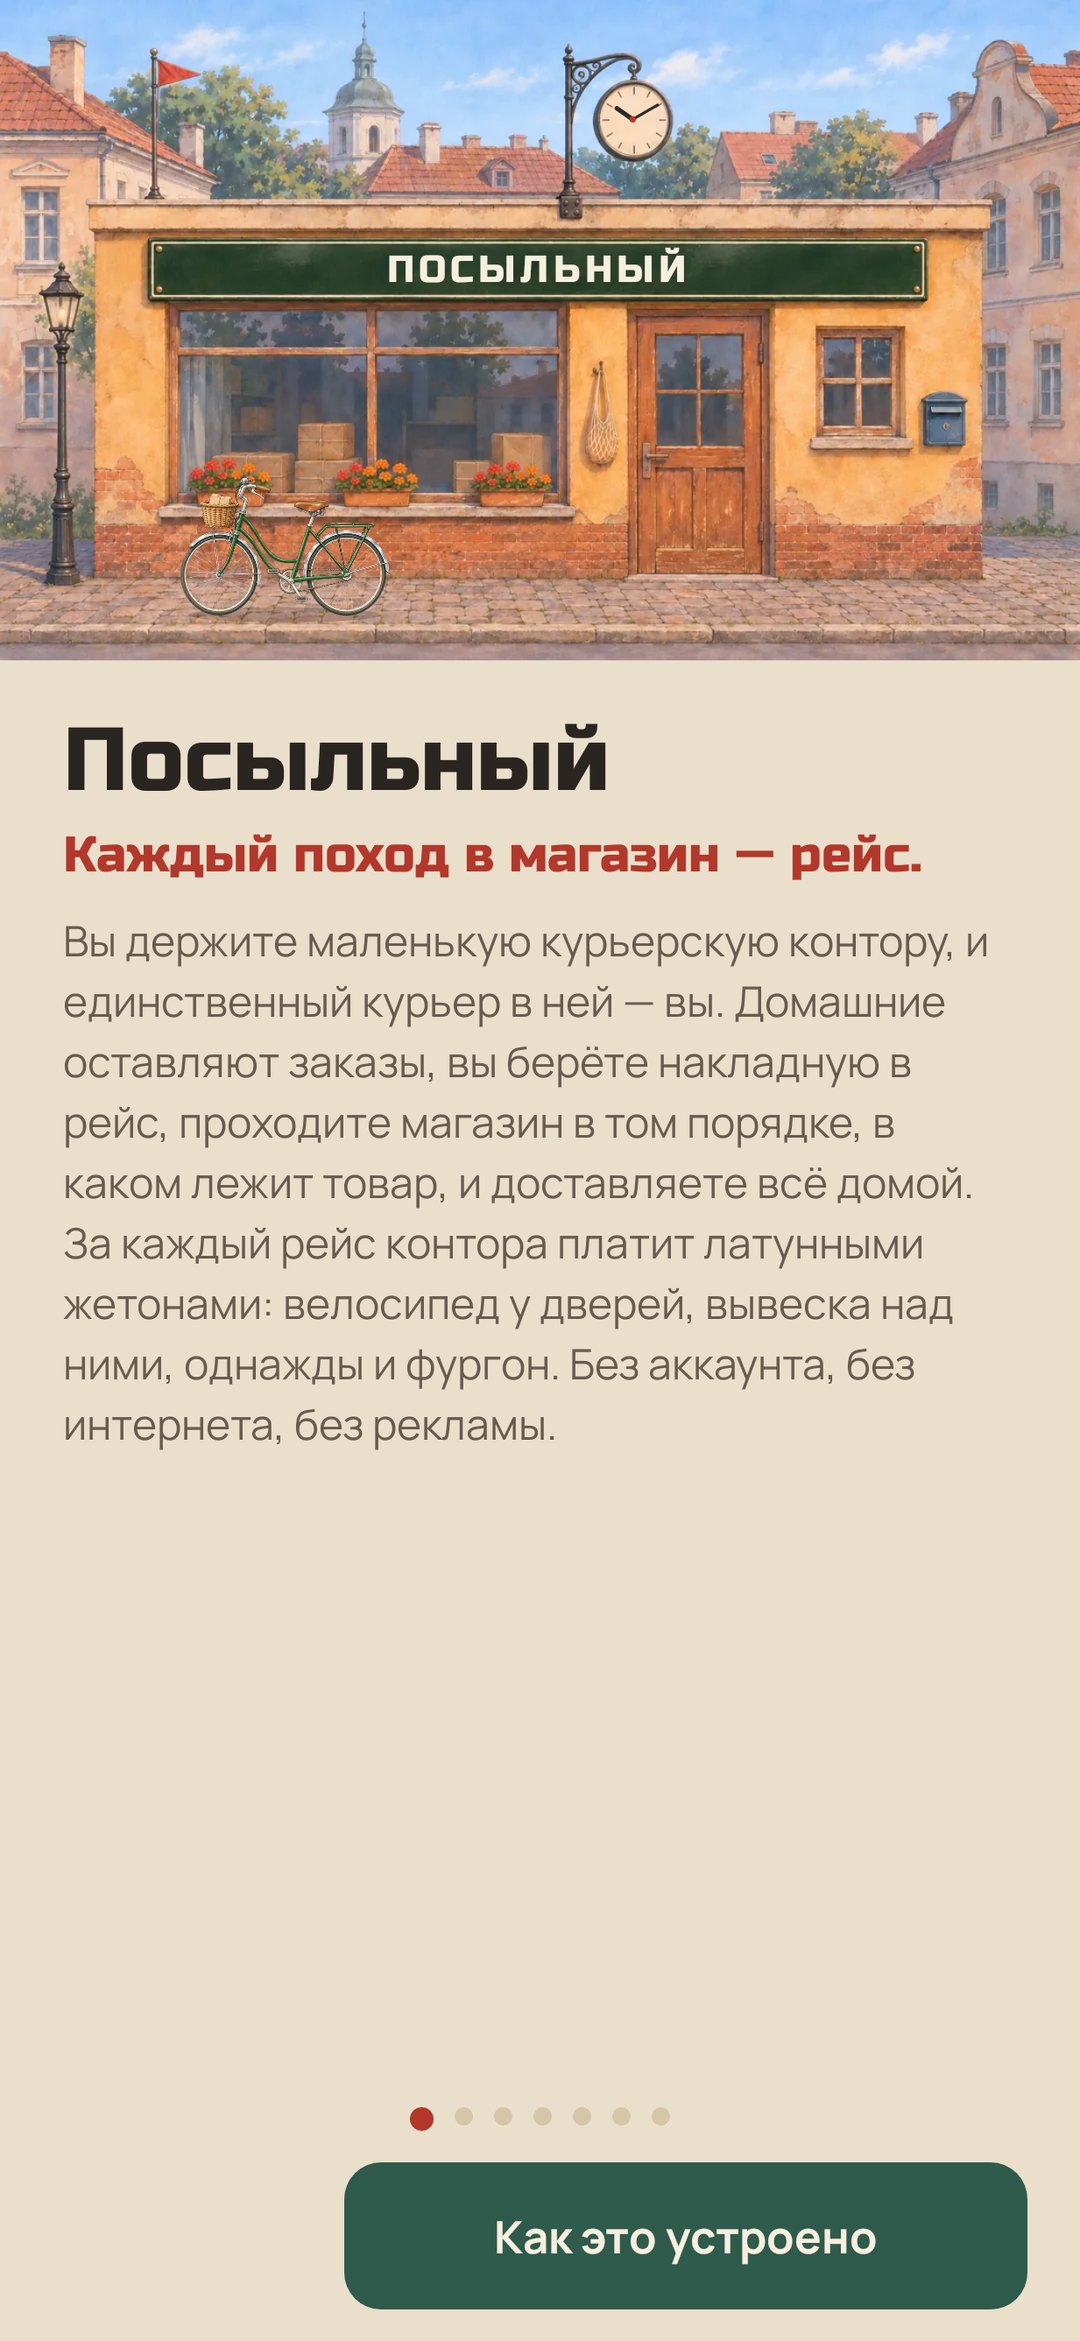 ПОСЫЛЬНЫЙ
Посыльный
Каждый поход в магазин — рейс.
Вы держите маленькую курьерскую контору, и
единственный курьер в ней — вы. Домашние
оставляют заказы, вы берёте накладную в
рейс, проходите магазин в том порядке, в
каком лежит товар, и доставляете всё домой.
За каждый рейс контора платит латунными
жетонами: велосипед у дверей, вывеска над
ними, однажды и фургон. Без аккаунта, без
интернета, без рекламы.
Как это устроено